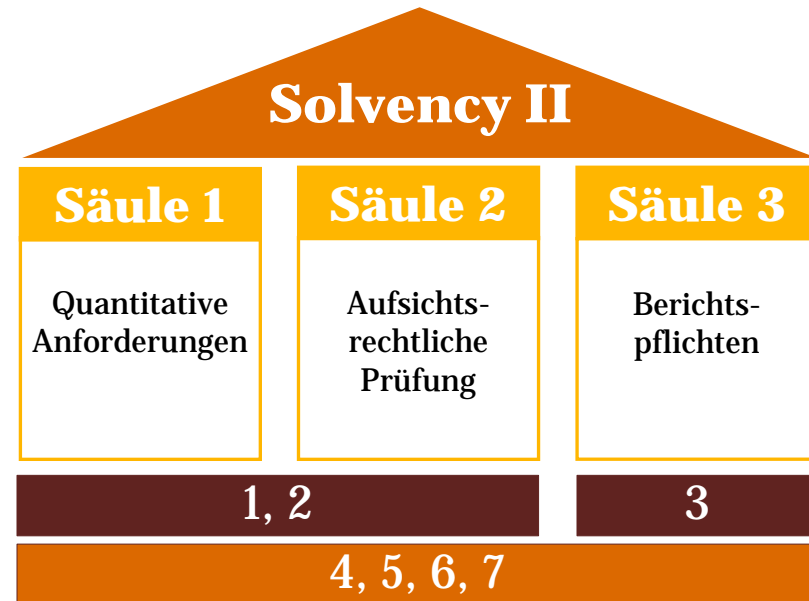 Solvency II
Säule 1
Quantitative
Anforderungen
Säule 2
Aufsichts-
rechtliche
Prüfung
Säule 3
Berichts-
pflichten
1, 2
3
4, 5, 6, 7